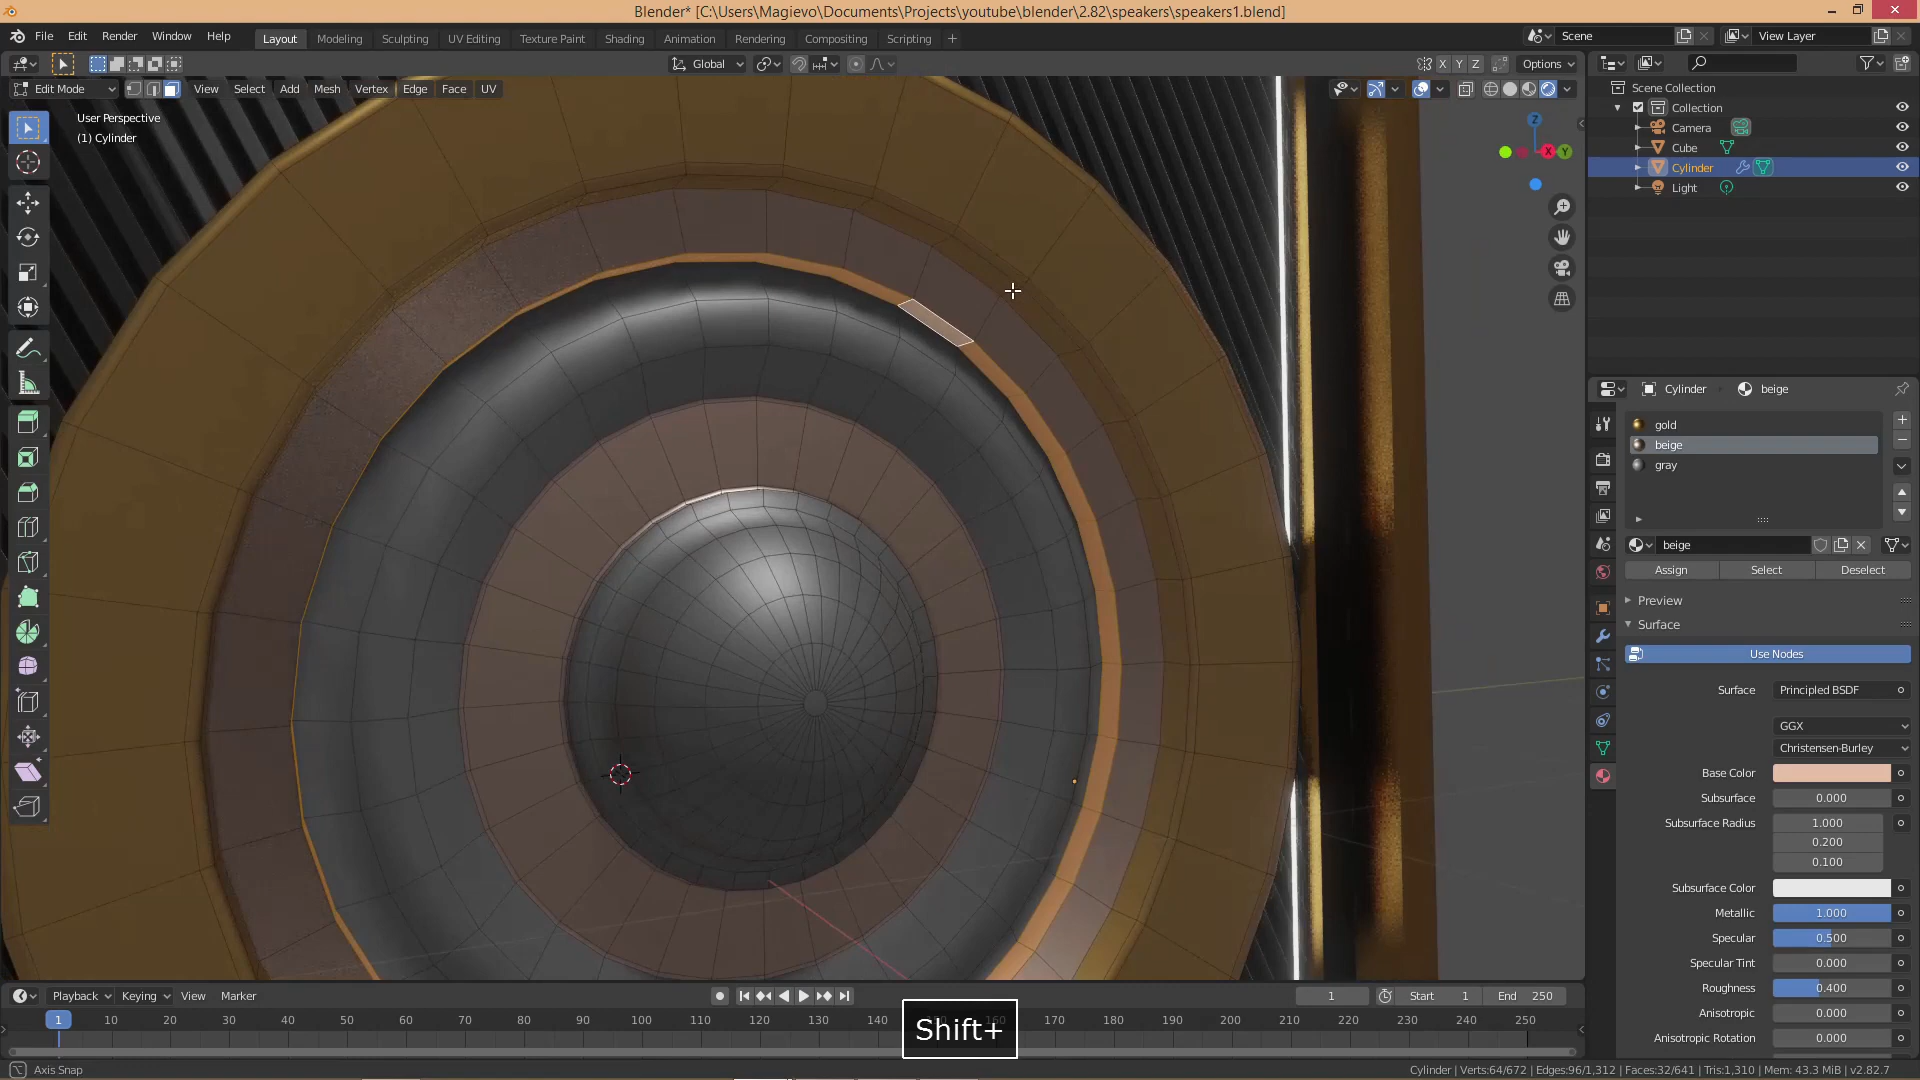 Blender* [C:\Users\Magievo\Documents\Projects\youtube\blender\2.82\speakers\speakers1.blend]
File Edit Render Window Help Layout Modeling Sculpting UV Editing Texture Paint Shading Animation Rendering Compositing Scripting + Scene View Layer
Global X Y Z Options
Edit Mode View Select Add Mesh Vertex Edge Face UV
Scene Collection
Collection
Camera
Cube
Cylinder
Light
User Perspective
(1) Cylinder
Z
X Y
Cylinder beige
gold
beige
gray
beige
Assign Select Deselect
Preview
Surface
Use Nodes
Surface Principled BSDF
GGX
Christensen-Burley
Base Color
Subsurface 0.000
Subsurface Radius 1.000
0.200
0.100
Subsurface Color
Metallic 1.000
Specular 0.500
Specular Tint 0.000
Roughness 0.400
Anisotropic 0.000
Anisotropic Rotation 0.000
Playback Keying View Marker 1 Start 1 End 250
1 10 20 30 40 50 60 70 80 90 100 110 120 130 140 170 180 190 200 210 220 230 240 250
Shift+
Axis Snap
Cylinder | Verts:64/672 | Edges:96/1,312 | Faces:32/641 | Tris:1,310 | Mem: 43.3 MiB | v2.82.7